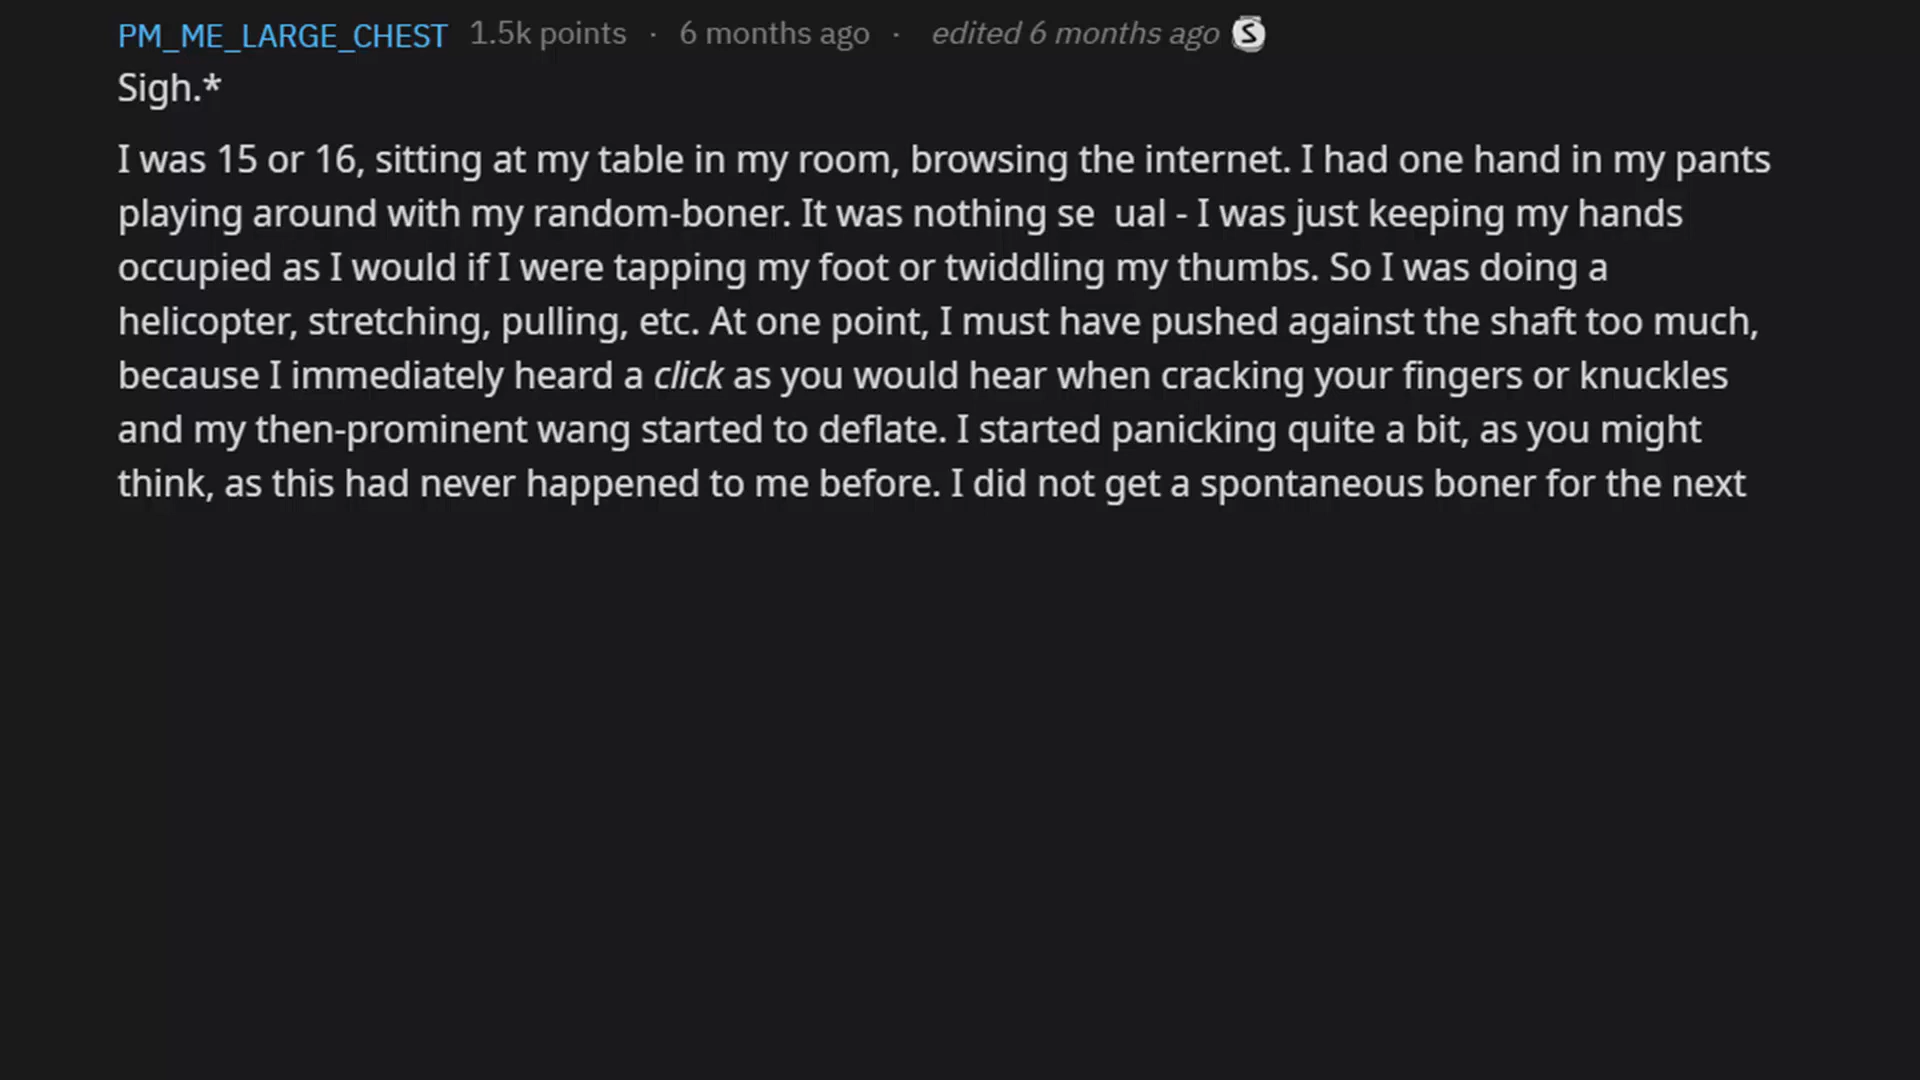 PM_ME_LARGE_CHEST 1.5k points · 6 months ago · edited 6 months ago S
Sigh.*
I was 15 or 16, sitting at my table in my room, browsing the internet. I had one hand in my pants
playing around with my random-boner. It was nothing se ual - I was just keeping my hands
occupied as I would if I were tapping my foot or twiddling my thumbs. So I was doing a
helicopter, stretching, pulling, etc. At one point, I must have pushed against the shaft too much,
because I immediately heard a click as you would hear when cracking your fingers or knuckles
and my then-prominent wang started to deflate. I started panicking quite a bit, as you might
think, as this had never happened to me before. I did not get a spontaneous boner for the next